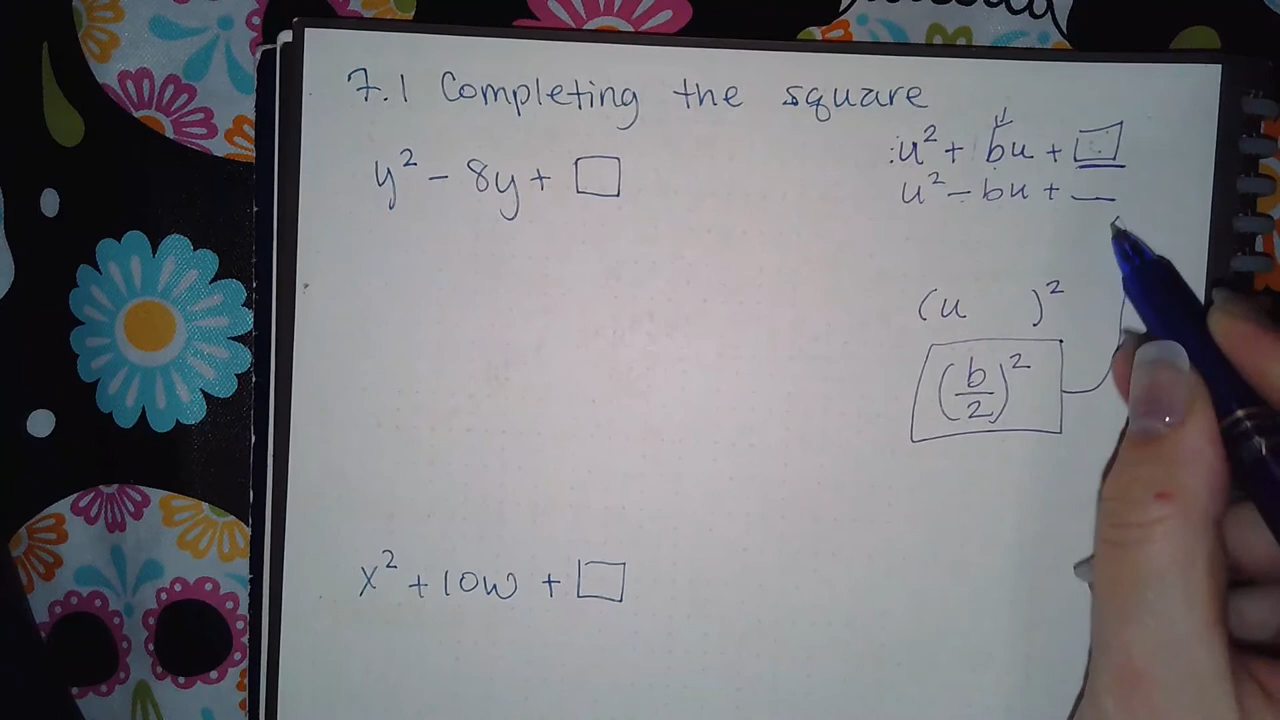 7.1 Completing the square
u² + bu + □
y² - 8y + □
u² - bu + __
(u )²
(b/2)²
x² + 10w + □